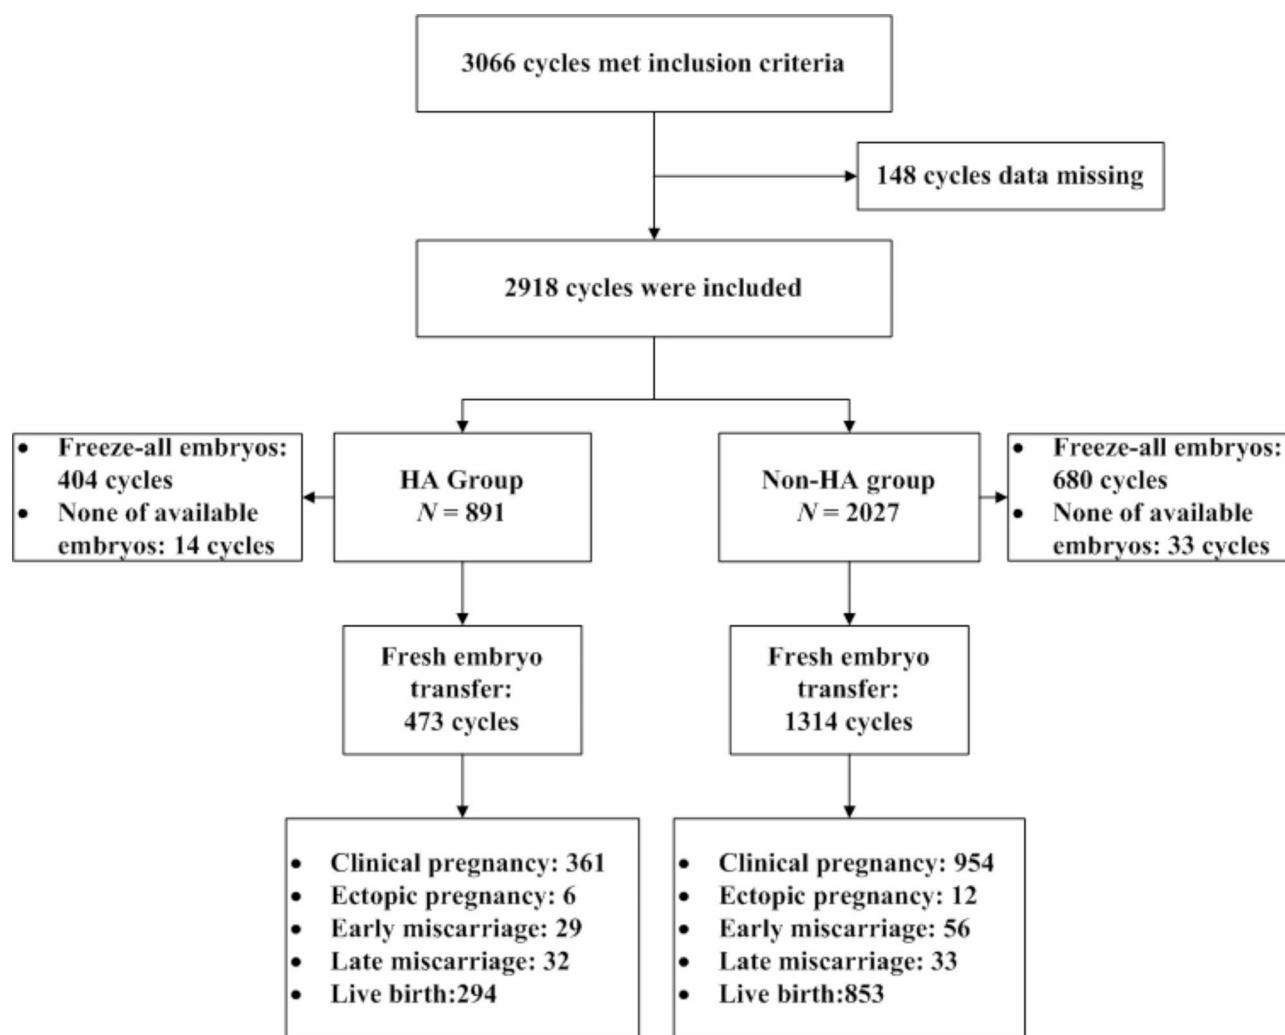 3066 cycles met inclusion criteria
148 cycles data missing
2918 cycles were included
• Freeze-all embryos:
404 cycles
• None of available
embryos: 14 cycles
HA Group
N = 891
Non-HA group
N = 2027
• Freeze-all embryos:
680 cycles
• None of available
embryos: 33 cycles
Fresh embryo
transfer:
473 cycles
Fresh embryo
transfer:
1314 cycles
• Clinical pregnancy: 361
• Ectopic pregnancy: 6
• Early miscarriage: 29
• Late miscarriage: 32
• Live birth:294
• Clinical pregnancy: 954
• Ectopic pregnancy: 12
• Early miscarriage: 56
• Late miscarriage: 33
• Live birth:853